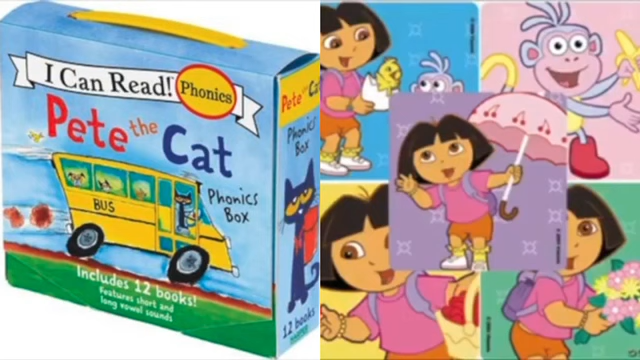 I Can Read!
Phonics
Pete the Cat
Phonics Box
BUS
Includes 12 books!
Features short and
long vowel sounds
Pete the Cat
Phonics Box
12 books